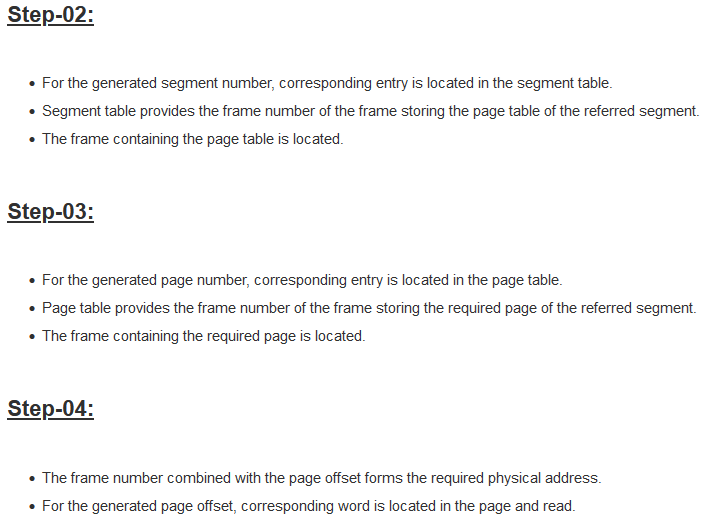 Step-02:
• For the generated segment number, corresponding entry is located in the segment table.
• Segment table provides the frame number of the frame storing the page table of the referred segment.
• The frame containing the page table is located.
Step-03:
• For the generated page number, corresponding entry is located in the page table.
• Page table provides the frame number of the frame storing the required page of the referred segment.
• The frame containing the required page is located.
Step-04:
• The frame number combined with the page offset forms the required physical address.
• For the generated page offset, corresponding word is located in the page and read.